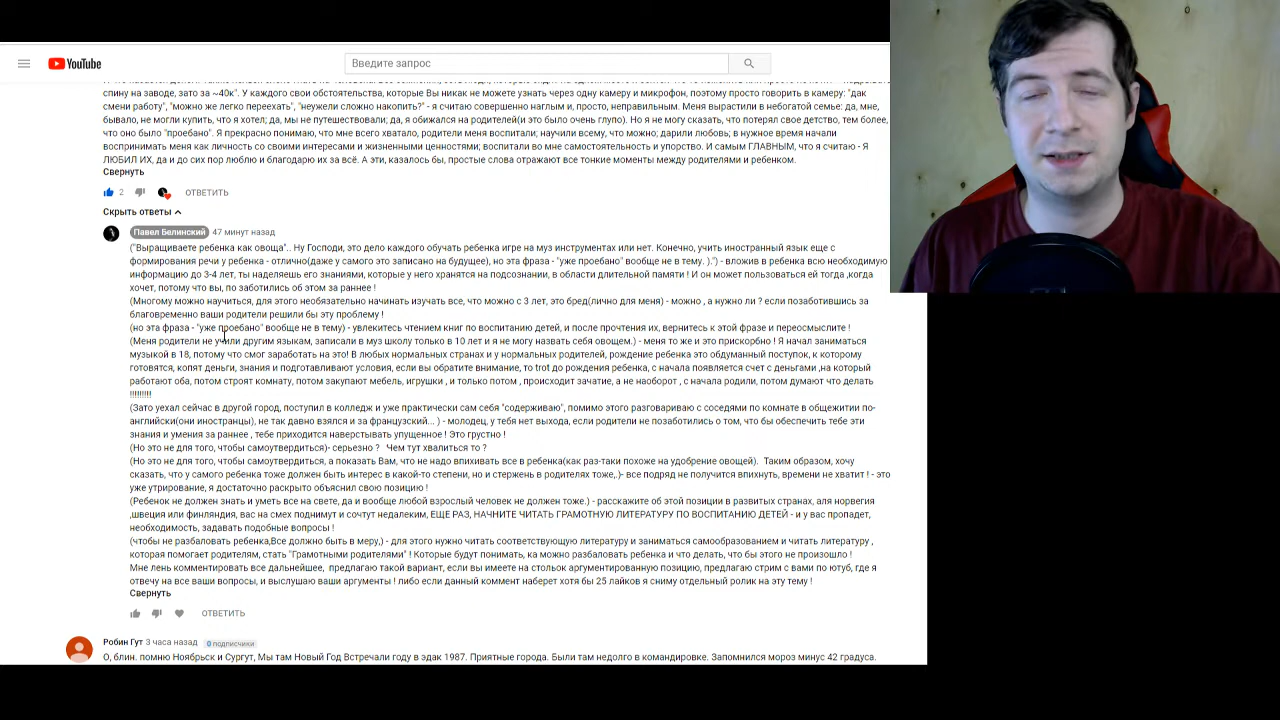 YouTube
Введите запрос
спину на заводе, зато за ~40к". У каждого свои обстоятельства, которые Вы никак не можете узнать через одну камеру и микрофон, поэтому просто говорить в камеру: "дак
смени работу", "можно же легко переехать", "неужели сложно накопить?" - я считаю совершенно наглым и, просто, неправильным. Меня вырастили в небогатой семье: да, мне,
бывало, не могли купить, что я хотел; да, мы не путешествовали; да, я обижался на родителей(и это было очень глупо). Но я не могу сказать, что потерял свое детство, тем более,
что оно было "проебано". Я прекрасно понимаю, что мне всего хватало, родители меня воспитали; научили всему, что можно; дарили любовь; в нужное время начали
воспринимать меня как личность со своими интересами и жизненными ценностями; воспитали во мне самостоятельность и упорство. И самым ГЛАВНЫМ, что я считаю - Я
ЛЮБИЛ ИХ, да и до сих пор люблю и благодарю их за всё. А эти, казалось бы, простые слова отражают все тонкие моменты между родителями и ребенком.
Свернуть
2 ОТВЕТИТЬ
Скрыть ответы
Павел Белинский 47 минут назад
("Выращиваете ребенка как овоща".. Ну Господи, это дело каждого обучать ребенка игре на муз инструментах или нет. Конечно, учить иностранный язык еще с
формирования речи у ребенка - отлично(даже у самого это записано на будущее), но эта фраза - "уже проебано" вообще не в тему. ).") - вложив в ребенка всю необходимую
информацию до 3-4 лет, ты наделяешь его знаниями, которые у него хранятся на подсознании, в области длительной памяти ! И он может пользоваться ей тогда ,когда
хочет, потому что вы, по заботились об этом за раннее !
(Многому можно научиться, для этого необязательно начинать изучать все, что можно с 3 лет, это бред(лично для меня) - можно , а нужно ли ? если позаботившись за
благовременно ваши родители решили бы эту проблему !
(но эта фраза - "уже проебано" вообще не в тему) - увлекитесь чтением книг по воспитанию детей, и после прочтения их, вернитесь к этой фразе и переосмыслите !
(Меня родители не учили другим языкам, записали в муз школу только в 10 лет и я не могу назвать себя овощем.) - меня то же и это прискорбно ! Я начал заниматься
музыкой в 18, потому что смог заработать на это! В любых нормальных странах и у нормальных родителей, рождение ребенка это обдуманный поступок, к которому
готовятся, копят деньги, знания и подготавливают условия, если вы обратите внимание, то trot до рождения ребенка, с начала появляется счет с деньгами ,на который
работают оба, потом строят комнату, потом закупают мебель, игрушки , и только потом , происходит зачатие, а не наоборот , с начала родили, потом думают что делать
!!!!!!!!!
(Зато уехал сейчас в другой город, поступил в колледж и уже практически сам себя "содерживаю", помимо этого разговариваю с соседями по комнате в общежитии по-
английски(они иностранцы), не так давно взялся и за французский... ) - молодец, у тебя нет выхода, если родители не позаботились о том, что бы обеспечить тебе эти
знания и умения за раннее , тебе приходится наверстывать упущенное ! Это грустно !
(Но это не для того, чтобы самоутвердиться)- серьезно ? Чем тут хвалиться то ?
(Но это не для того, чтобы самоутвердиться, а показать Вам, что не надо впихивать все в ребенка(как раз-таки похоже на удобрение овощей). Таким образом, хочу
сказать, что у самого ребенка тоже должен быть интерес в какой-то степени, но и стержень в родителях тоже,.)- все подряд не получится впихнуть, времени не хватит ! - это
уже утрирование, я достаточно раскрыто объяснил свою позицию !
(Ребенок не должен знать и уметь все на свете, да и вообще любой взрослый человек не должен тоже.) - расскажите об этой позиции в развитых странах, аля норвегия
,швеция или финляндия, вас на смех поднимут и сочтут недалеким, ЕЩЕ РАЗ, НАЧНИТЕ ЧИТАТЬ ГРАМОТНУЮ ЛИТЕРАТУРУ ПО ВОСПИТАНИЮ ДЕТЕЙ - и у вас пропадет,
необходимость, задавать подобные вопросы !
(чтобы не разбаловать ребенка,Все должно быть в меру,) - для этого нужно читать соответствующую литературу и заниматься самообразованием и читать литературу ,
которая помогает родителям, стать "Грамотными родителями" ! Которые будут понимать, ка можно разбаловать ребенка и что делать, что бы этого не произошло !
Мне лень комментировать все дальнейшее, предлагаю такой вариант, если вы имеете на столько аргументированную позицию, предлагаю стрим с вами по ютуб, где я
отвечу на все ваши вопросы, и выслушаю ваши аргументы ! либо если данный коммент наберет хотя бы 25 лайков я сниму отдельный ролик на эту тему !
Свернуть
ОТВЕТИТЬ
Робин Гут 3 часа назад 0 подписчики
О, блин. помню Ноябрьск и Сургут, Мы там Новый Год Встречали году в эдак 1987. Приятные города. Были там недолго в командировке. Запомнился мороз минус 42 градуса.